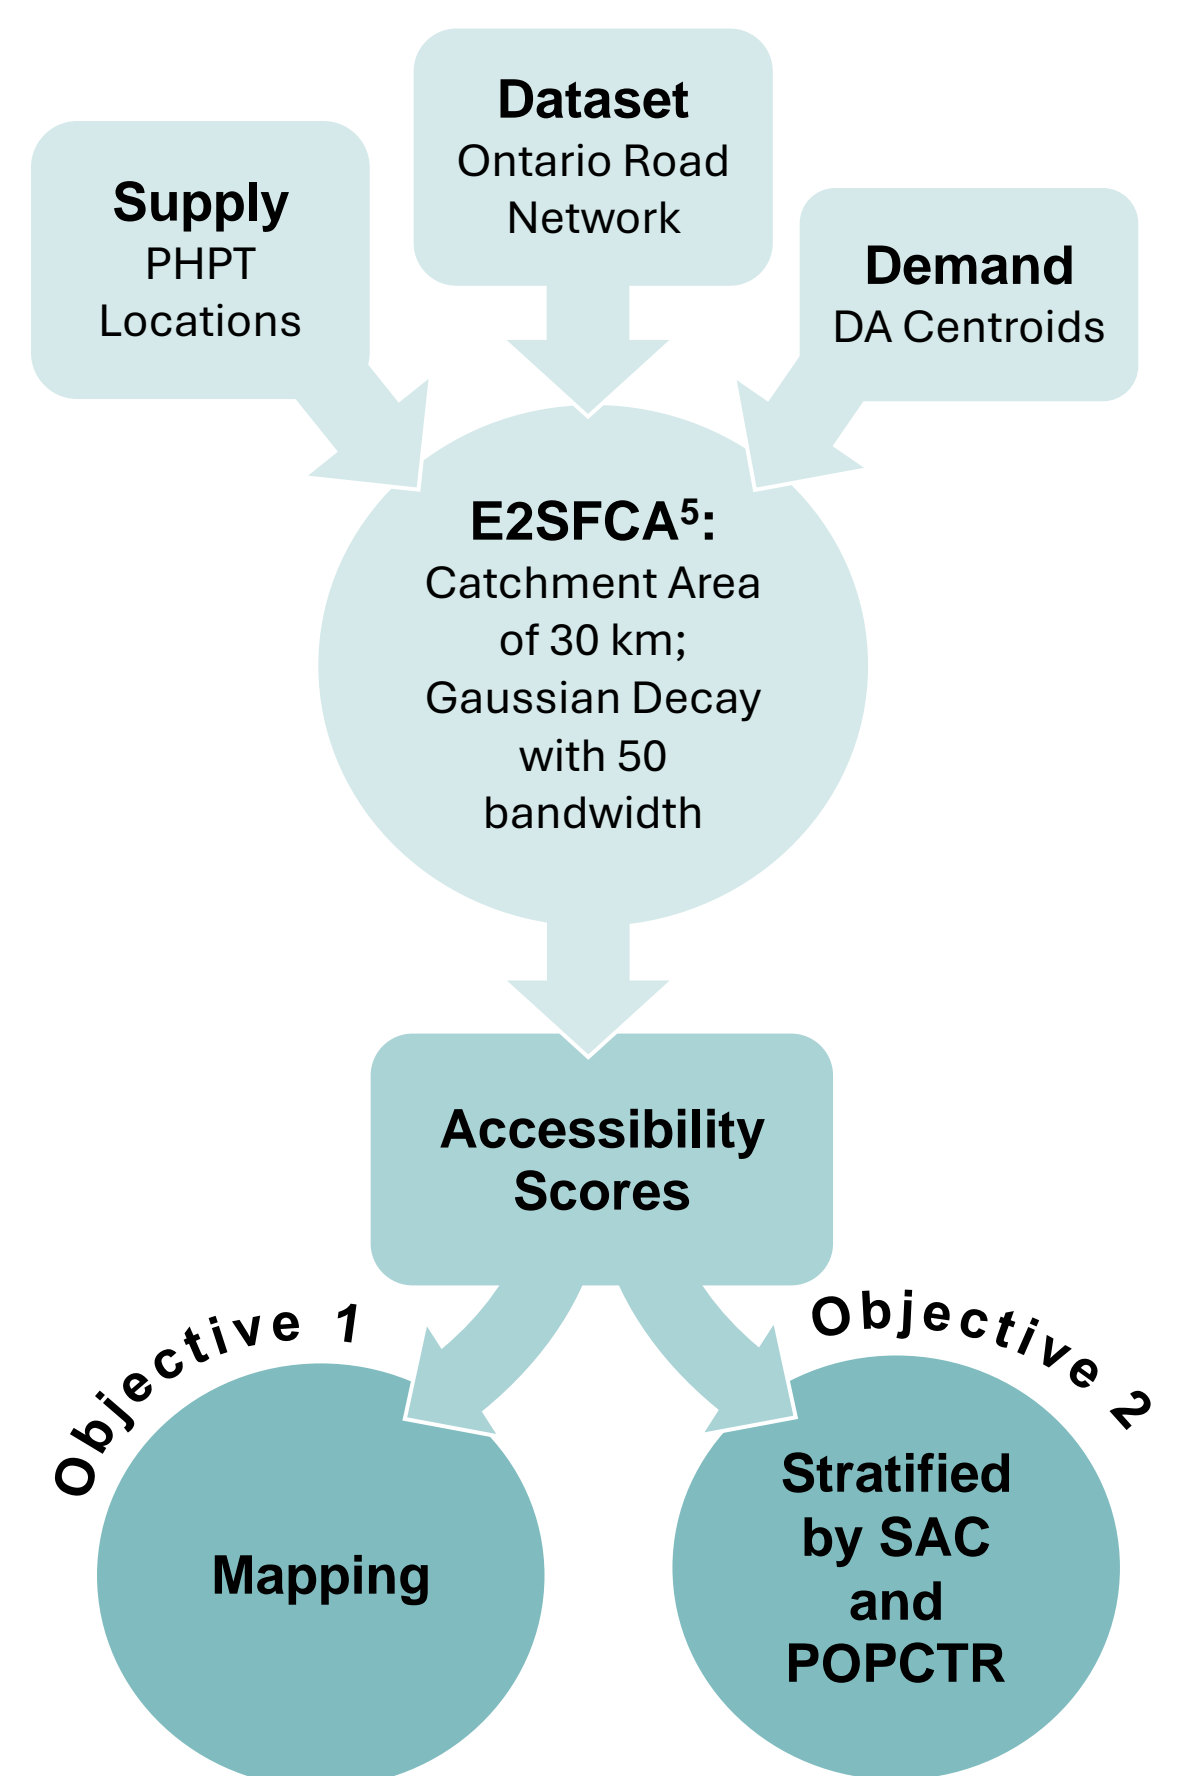 Dataset
Ontario Road
Network
Supply
PHPT
Locations
Demand
DA Centroids
E2SFCA⁵:
Catchment Area
of 30 km;
Gaussian Decay
with 50
bandwidth
Accessibility
Scores
Objective 1
Mapping
Objective 2
Stratified
by SAC
and
POPCTR